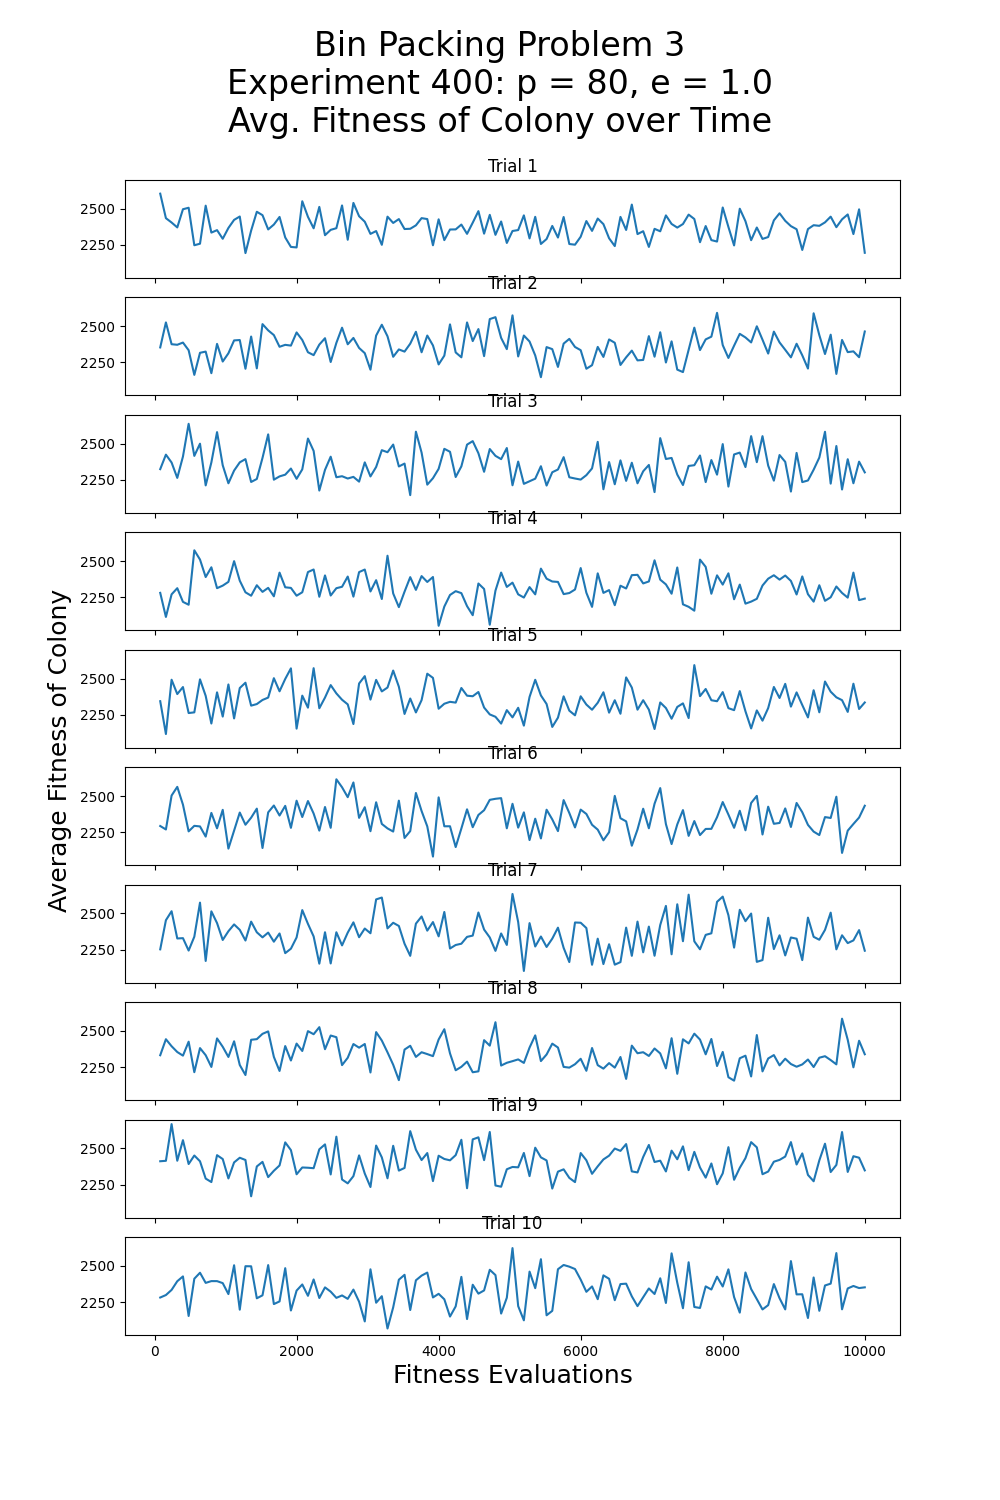 Bin Packing Problem 3
Experiment 400: p = 80, e = 1.0
Avg. Fitness of Colony over Time
Trial 1
2500
2250
Trial 2
2500
2250
Trial 3
2500
2250
Trial 4
2500
2250
Trial 5
2500
2250
Trial 6
2500
2250
Trial 7
2500
2250
Trial 8
2500
2250
Trial 9
2500
2250
Trial 10
2500
2250
0 2000 4000 6000 8000 10000
Fitness Evaluations
Average Fitness of Colony